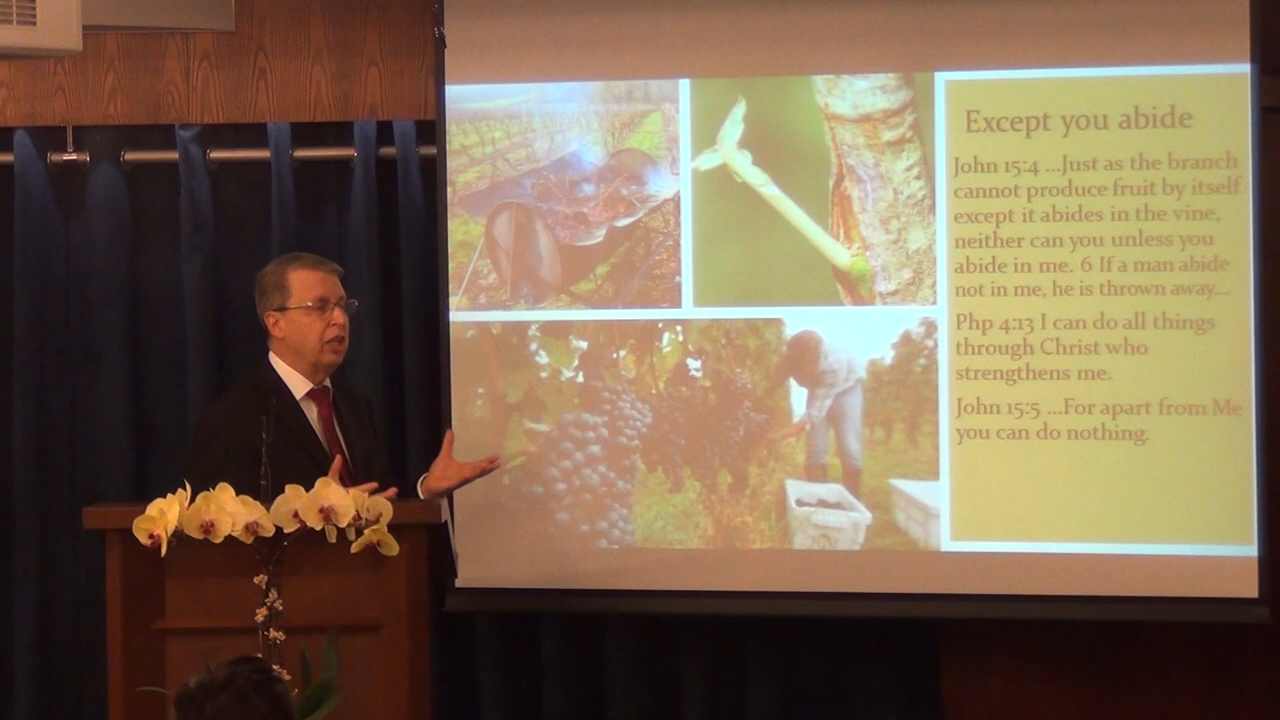 Except you abide
John 15:4 ...Just as the branch
cannot produce fruit by itself
except it abides in the vine,
neither can you unless you
abide in me. 6 If a man abide
not in me, he is thrown away...
Php 4:13 I can do all things
through Christ who
strengthens me.
John 15:5 ...For apart from Me
you can do nothing.